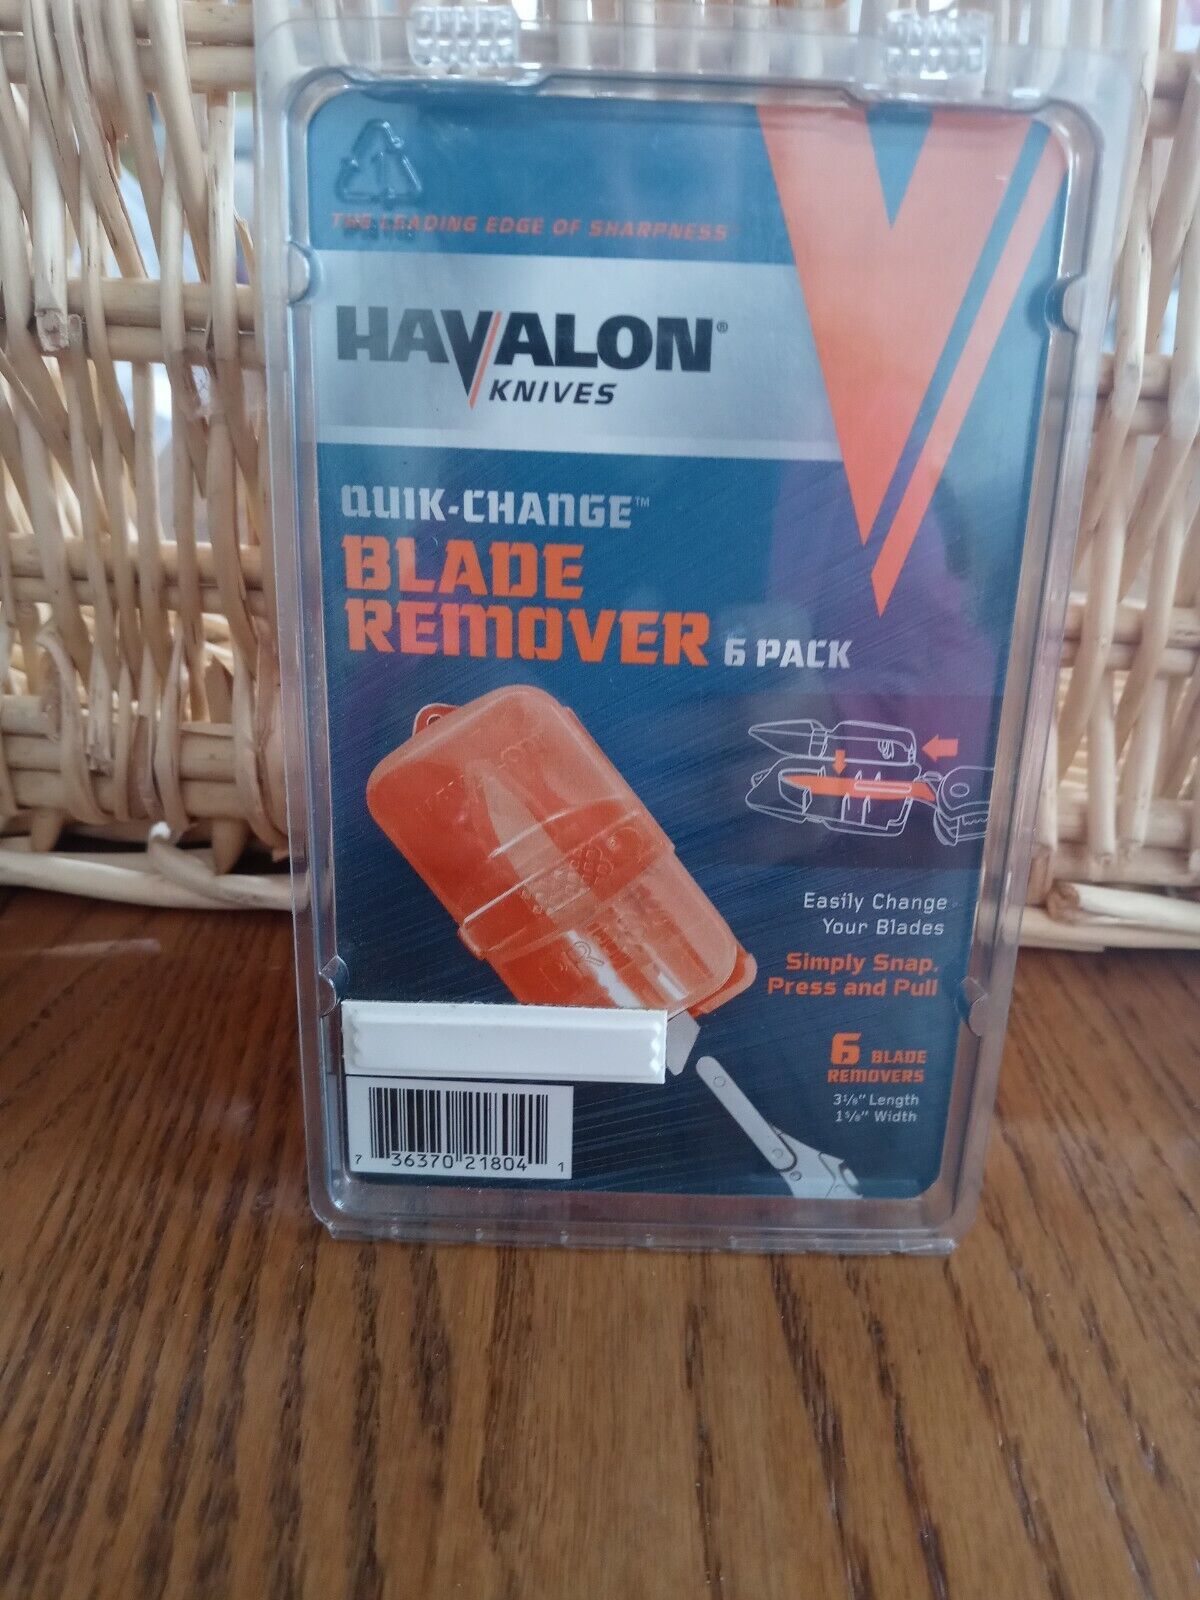 THE LEADING EDGE OF SHARPNESS™
HAVALON®
KNIVES
QUIK-CHANGE™
BLADE
REMOVER 6 PACK
Easily Change
Your Blades
Simply Snap,
Press and Pull
6 BLADE
REMOVERS
3⅛" Length
1⅝" Width
7 36370 21804 1